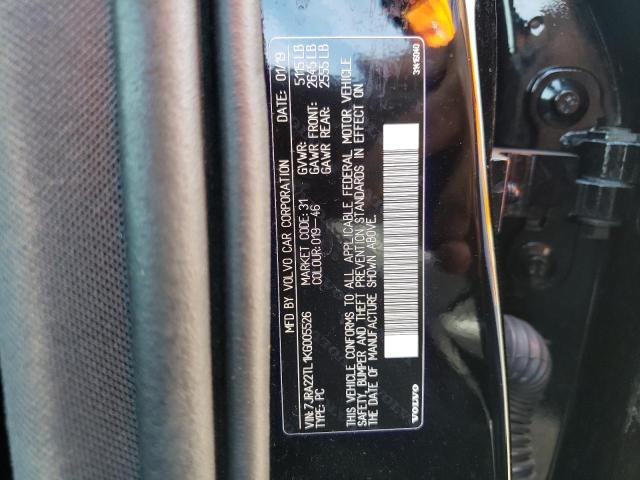 MFD BY VOLVO CAR CORPORATION DATE: 01/19
VIN: 7JRA22TL1KG005526 MARKET CODE: 31 GVWR: 5115 LB
TYPE: PC COLOUR: 019-46 GAWR FRONT: 2645 LB
GAWR REAR: 2555 LB
THIS VEHICLE CONFORMS TO ALL APPLICABLE FEDERAL MOTOR VEHICLE
SAFETY, BUMPER AND THEFT PREVENTION STANDARDS IN EFFECT ON
THE DATE OF MANUFACTURE SHOWN ABOVE.
VOLVO 31416040